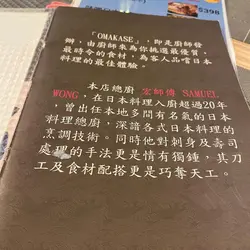 $398
「OMAKASE」，即是廚師發
辦，由廚師來為你挑選最優質、
最時令的食材，為客人品嘗日本
料理的最佳體驗。
本店總廚 宏師傅 SAMUEL
WONG，在日本料理入廚超過20年
，曾出任本地多間有名氣的日本
料理總廚，深諳各式日本料理的
烹調技術。同時他對刺身及壽司
處理的手法更是情有獨鍾，其刀
工及食材配搭更是巧奪天工。